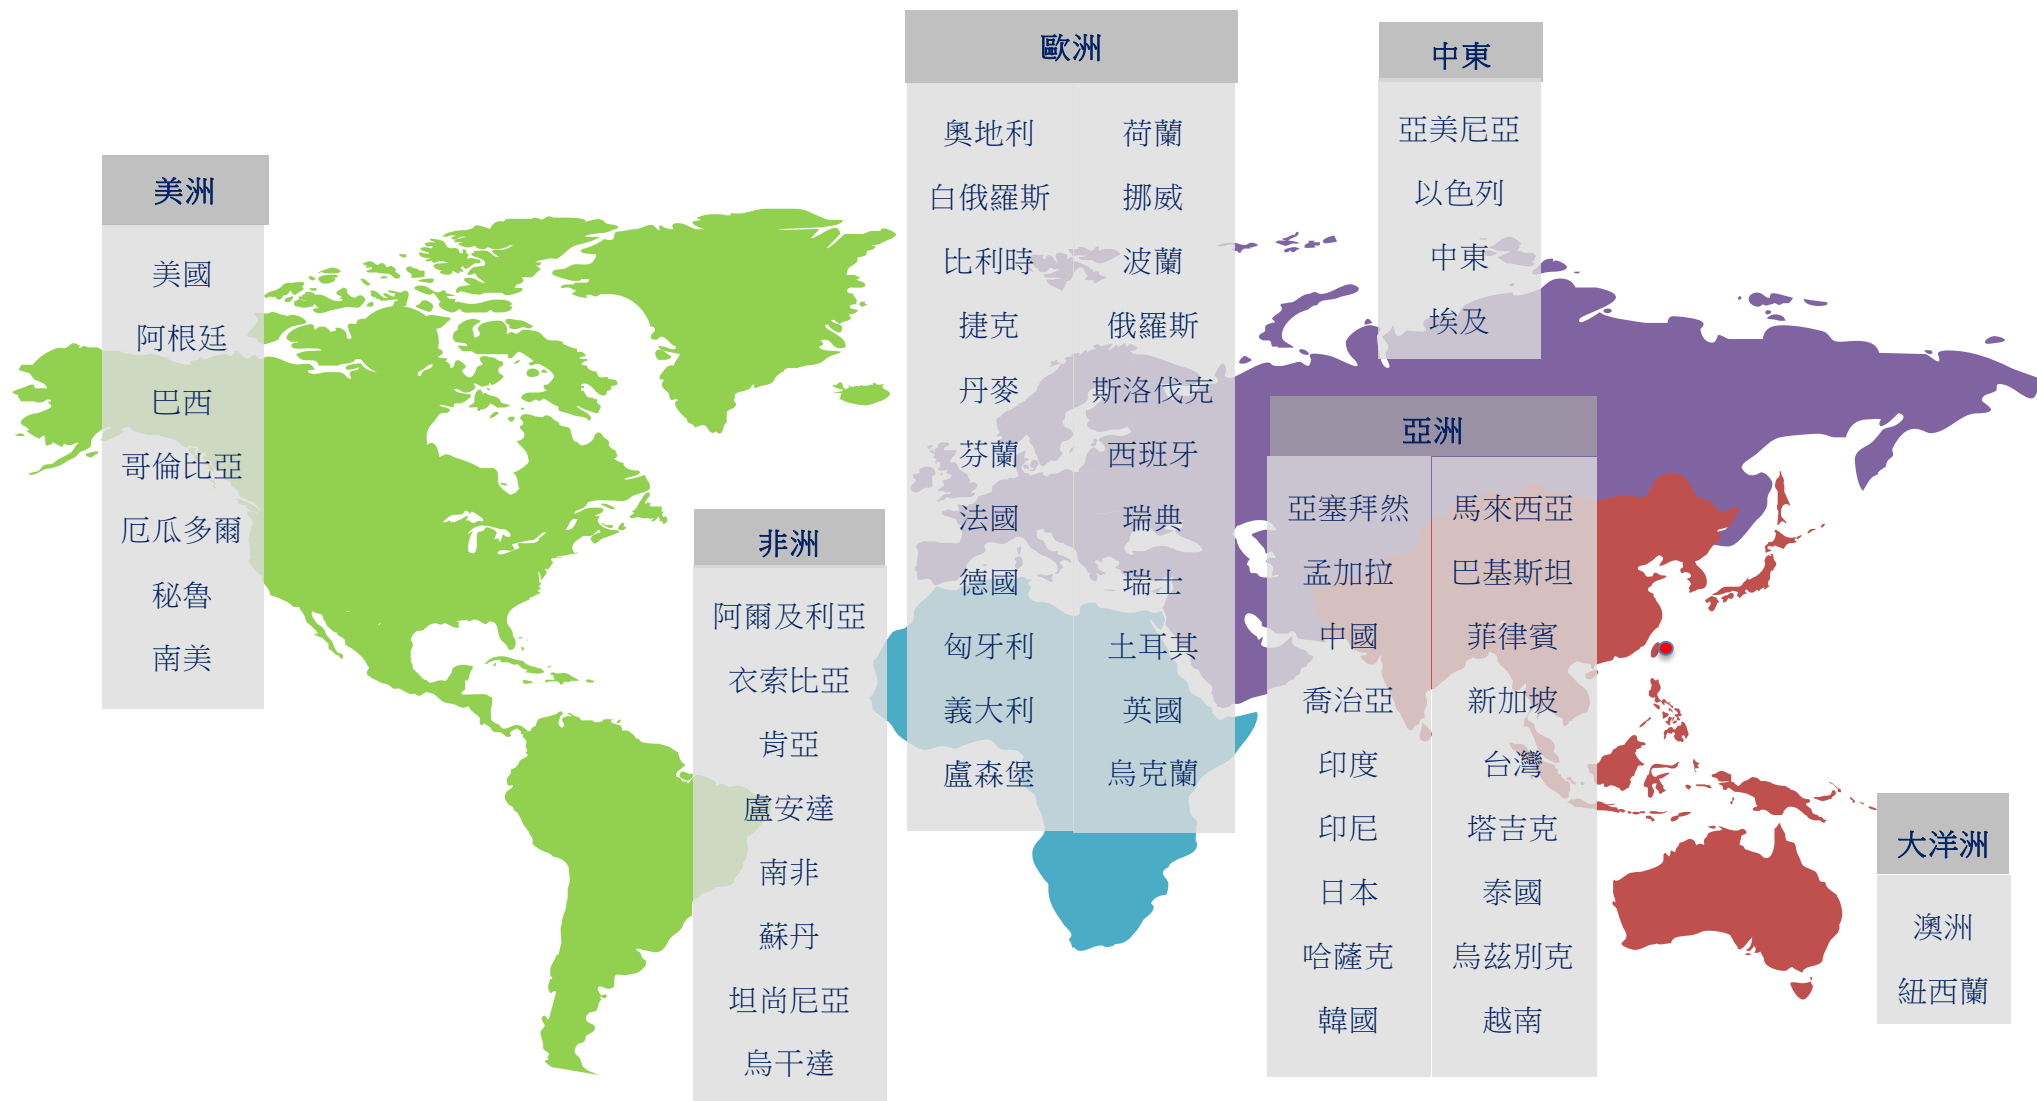 美洲
美國
阿根廷
巴西
哥倫比亞
厄瓜多爾
秘魯
南美
非洲
阿爾及利亞
衣索比亞
肯亞
盧安達
南非
蘇丹
坦尚尼亞
烏干達
歐洲
奧地利
白俄羅斯
比利時
捷克
丹麥
芬蘭
法國
德國
匈牙利
義大利
盧森堡
荷蘭
挪威
波蘭
俄羅斯
斯洛伐克
西班牙
瑞典
瑞士
土耳其
英國
烏克蘭
中東
亞美尼亞
以色列
中東
埃及
亞洲
亞塞拜然
孟加拉
中國
喬治亞
印度
印尼
日本
哈薩克
韓國
馬來西亞
巴基斯坦
菲律賓
新加坡
台灣
塔吉克
泰國
烏茲別克
越南
大洋洲
澳洲
紐西蘭